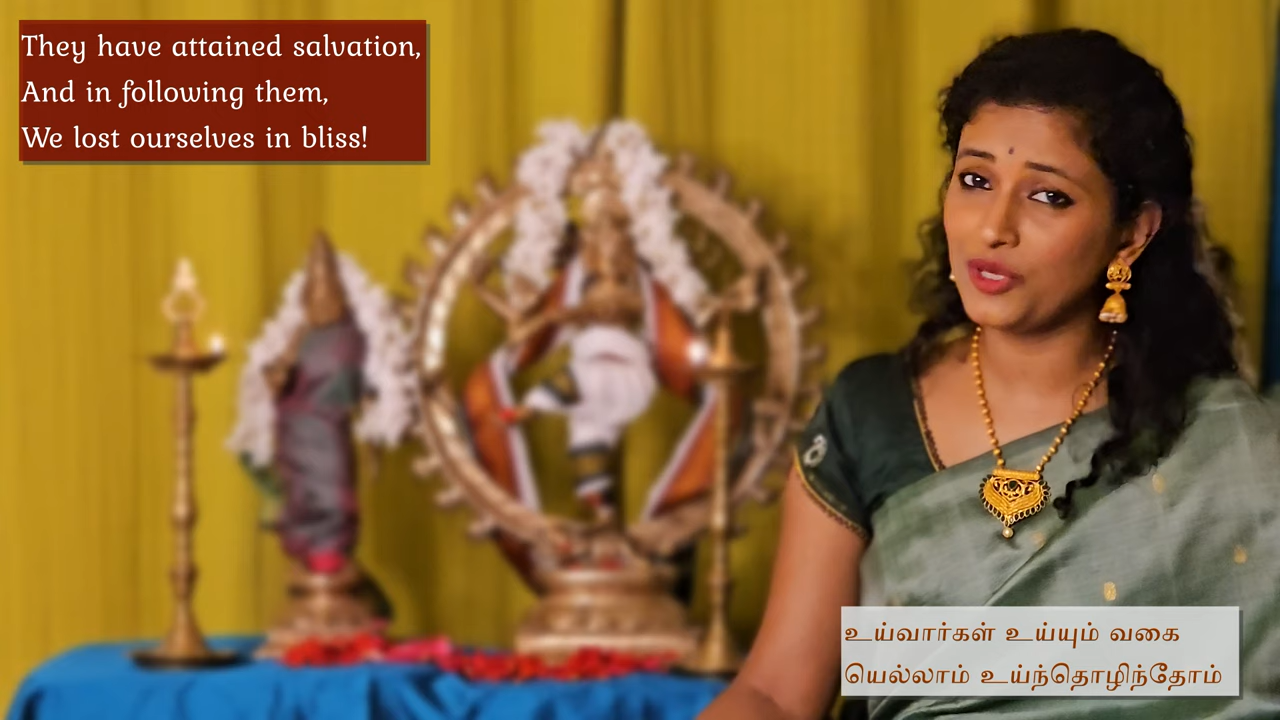 They have attained salvation,
And in following them,
We lost ourselves in bliss!
உய்வார்கள் உய்யும் வகை
யெல்லாம் உய்ந்தொழிந்தோம்